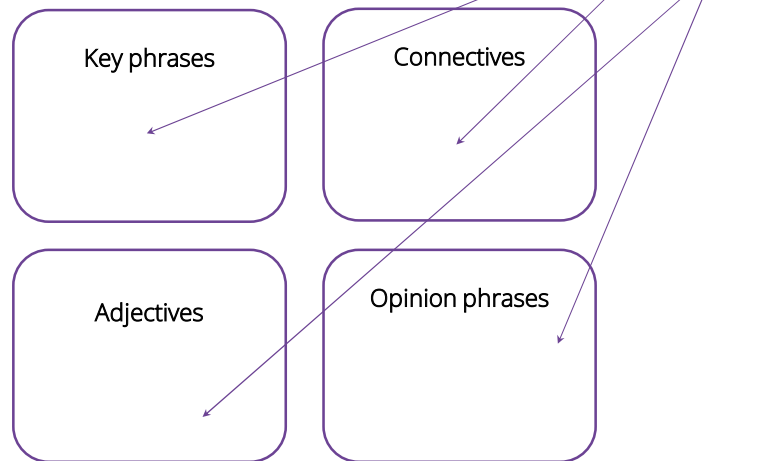 Key phrases
Connectives
Adjectives
Opinion phrases